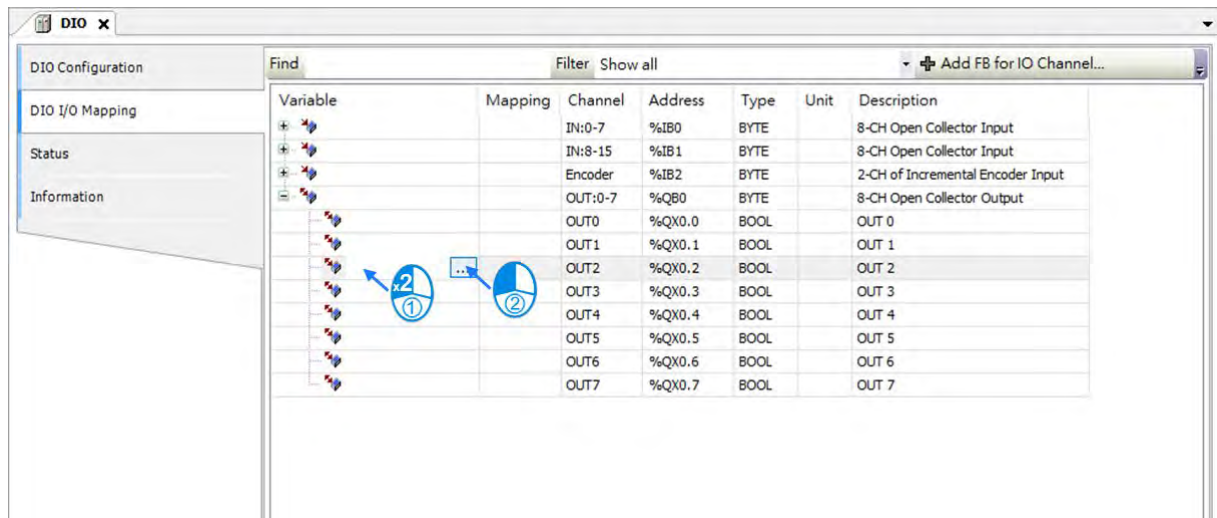 DIO X
DIO Configuration
DIO I/O Mapping
Status
Information
Find Filter Show all Add FB for IO Channel...
Variable Mapping Channel Address Type Unit Description
IN:0-7 %IB0 BYTE 8-CH Open Collector Input
IN:8-15 %IB1 BYTE 8-CH Open Collector Input
Encoder %IB2 BYTE 2-CH of Incremental Encoder Input
OUT:0-7 %QB0 BYTE 8-CH Open Collector Output
OUT0 %QX0.0 BOOL OUT 0
OUT1 %QX0.1 BOOL OUT 1
... OUT2 %QX0.2 BOOL OUT 2
x2 ① ② OUT3 %QX0.3 BOOL OUT 3
OUT4 %QX0.4 BOOL OUT 4
OUT5 %QX0.5 BOOL OUT 5
OUT6 %QX0.6 BOOL OUT 6
OUT7 %QX0.7 BOOL OUT 7